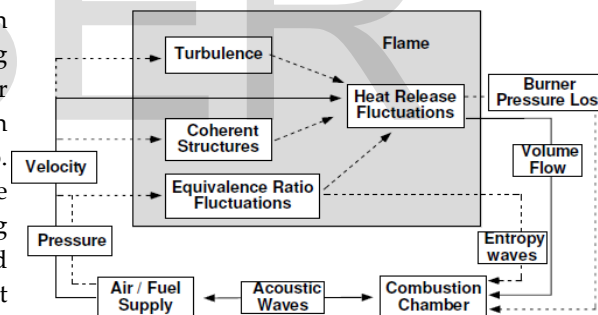 n
g
r
n
.
e
g
d
t
Turbulence
Flame
Heat Release
Fluctuations
Burner
Pressure Los
Coherent
Structures
Volume
Flow
Velocity
Equivalence Ratio
Fluctuations
Pressure
Entropy
waves
Air / Fuel
Supply
Acoustic
Waves
Combustion
Chamber